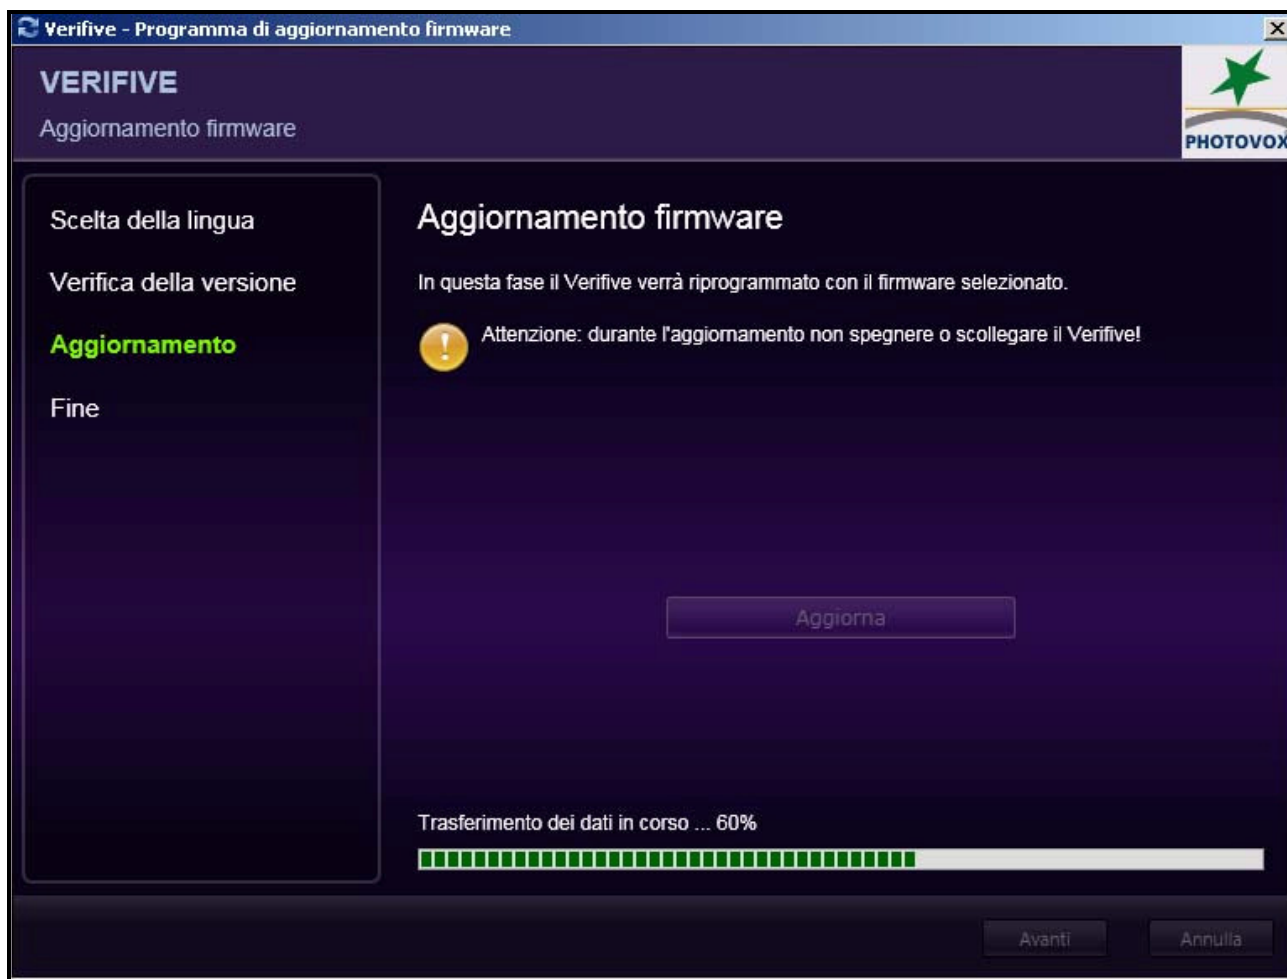 Verifive - Programma di aggiornamento firmware
VERIFIVE
Aggiornamento firmware
PHOTOVOX
Scelta della lingua
Verifica della versione
Aggiornamento
Fine
Aggiornamento firmware
In questa fase il Verifive verrà riprogrammato con il firmware selezionato.
Attenzione: durante l'aggiornamento non spegnere o scollegare il Verifive!
Aggiorna
Trasferimento dei dati in corso ... 60%
Avanti
Annulla